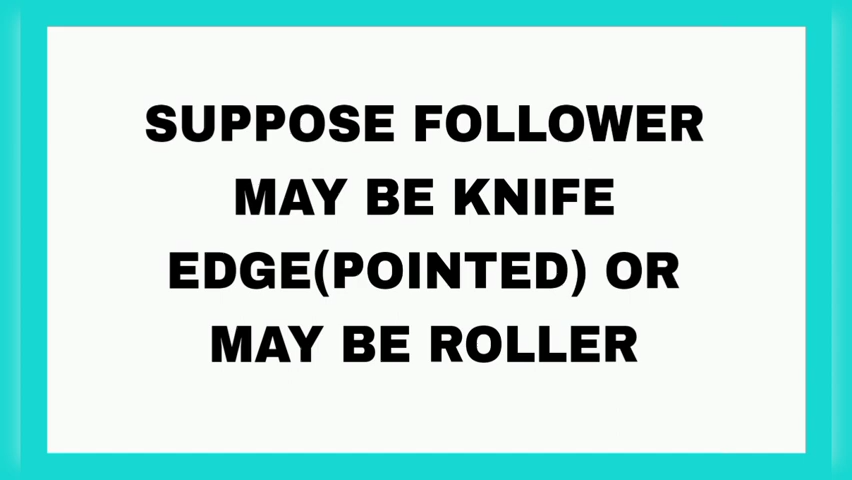 SUPPOSE FOLLOWER
MAY BE KNIFE
EDGE(POINTED) OR
MAY BE ROLLER